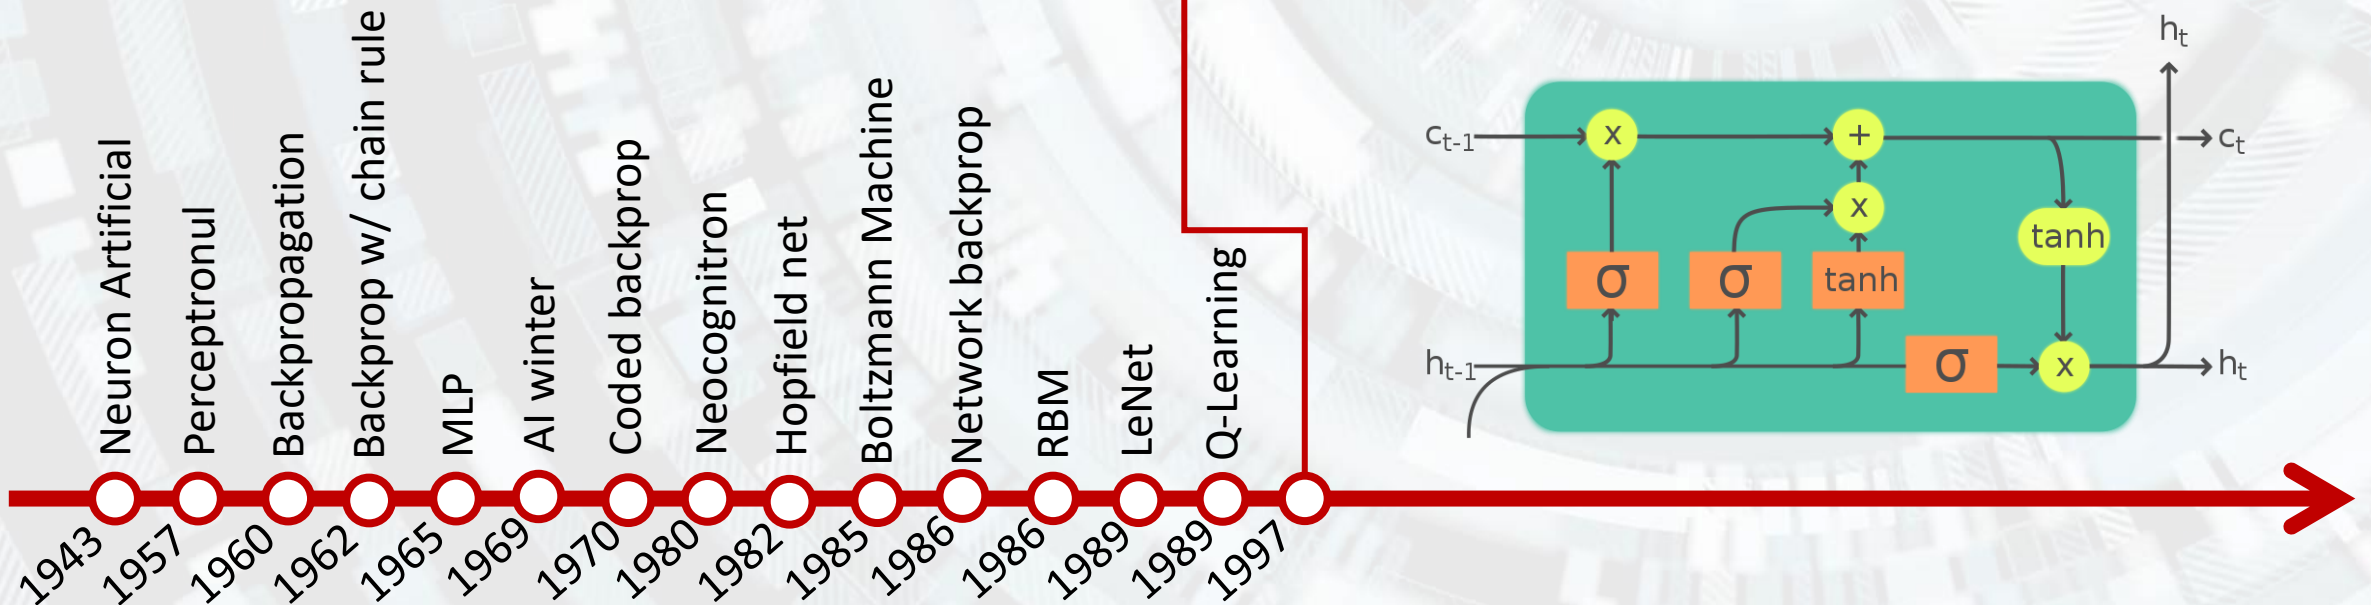 Neuron Artificial
Perceptronul
Backpropagation
Backprop w/ chain rule
MLP
AI winter
Coded backprop
Neocognitron
Hopfield net
Boltzmann Machine
Network backprop
RBM
LeNet
Q-Learning
1943
1957
1960
1962
1965
1969
1970
1980
1982
1985
1986
1986
1989
1989
1997
hₜ
cₜ₋₁ x + cₜ
x
tanh
σ σ tanh
hₜ₋₁ σ x hₜ